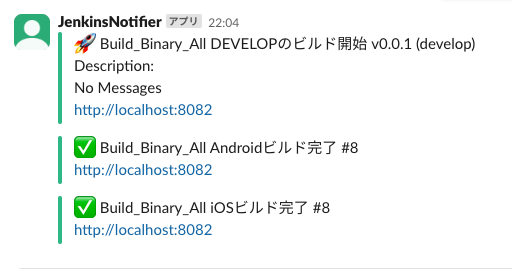 JenkinsNotifier アプリ 22:04
🚀 Build_Binary_All DEVELOPのビルド開始 v0.0.1 (develop)
Description:
No Messages
http://localhost:8082
✅ Build_Binary_All Androidビルド完了 #8
http://localhost:8082
✅ Build_Binary_All iOSビルド完了 #8
http://localhost:8082